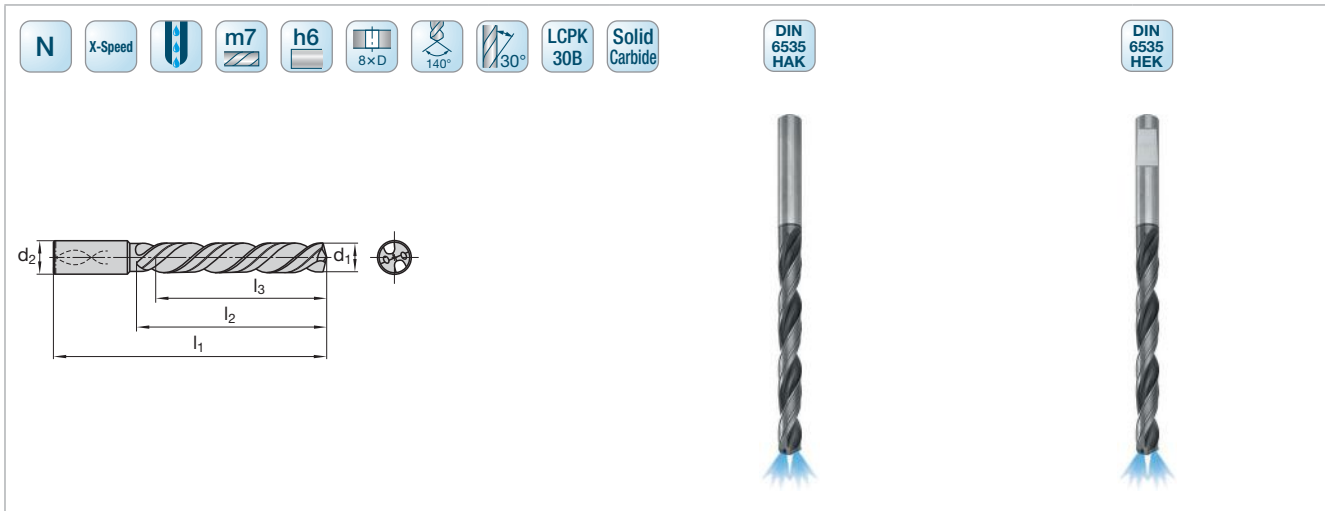 N
X-Speed
m7
h6
8×D
140°
30°
LCPK
30B
Solid
Carbide
DIN
6535
HAK
DIN
6535
HEK
d2
d1
l3
l2
l1